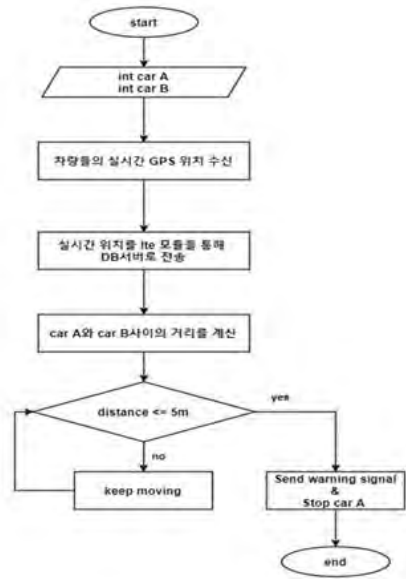 start
int car A
int car B
차량들의 실시간 GPS 위치 수신
실시간 위치를 lte 모듈을 통해
DB서버로 전송
car A와 car B사이의 거리를 계산
distance <= 5m
yes
no
keep moving
Send warning signal
&
Stop car A
end